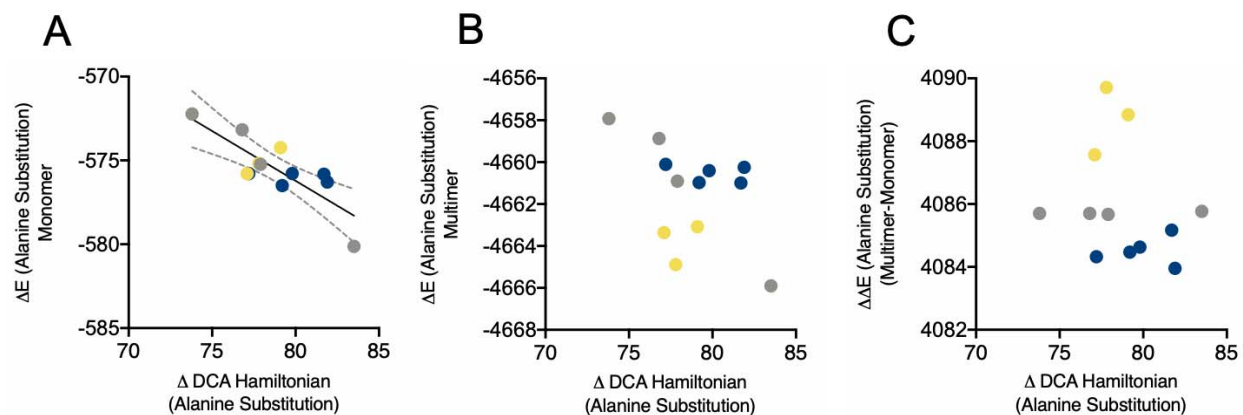 A
-570
-575
-580
-585
70
75
80
85
ΔE (Alanine Substitution)
Monomer
Δ DCA Hamiltonian
(Alanine Substitution)
B
-4656
-4658
-4660
-4662
-4664
-4666
-4668
70
75
80
85
ΔE (Alanine Substitution)
Multimer
Δ DCA Hamiltonian
(Alanine Substitution)
C
4090
4088
4086
4084
4082
70
75
80
85
ΔΔE (Alanine Substitution)
(Multimer-Monomer)
Δ DCA Hamiltonian
(Alanine Substitution)